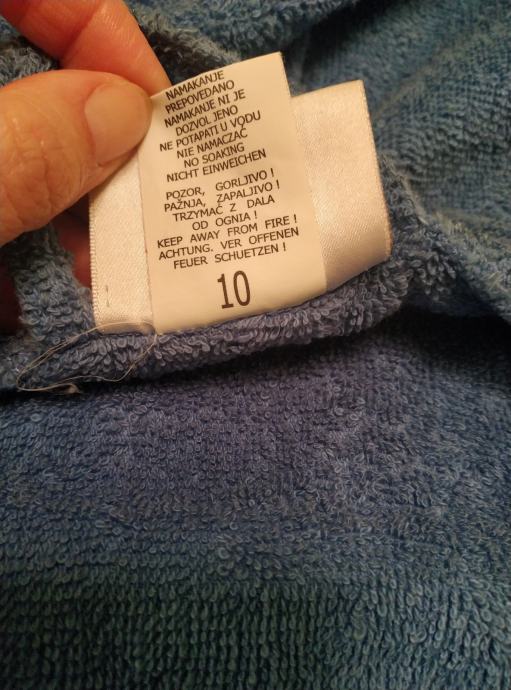 NAMAKANJE
PREPOVEDANO
NAMAKANJE NI JE
DOZVOLJENO
NE POTAPATI U VODU
NIE NAMACZAĆ
NO SOAKING
NICHT EINWEICHEN
POZOR, GORLJIVO !
PAŽNJA, ZAPALJIVO !
TRZYMAĆ Z DALA
OD OGNIA !
KEEP AWAY FROM FIRE !
ACHTUNG. VER OFFENEN
FEUER SCHUETZEN !
10